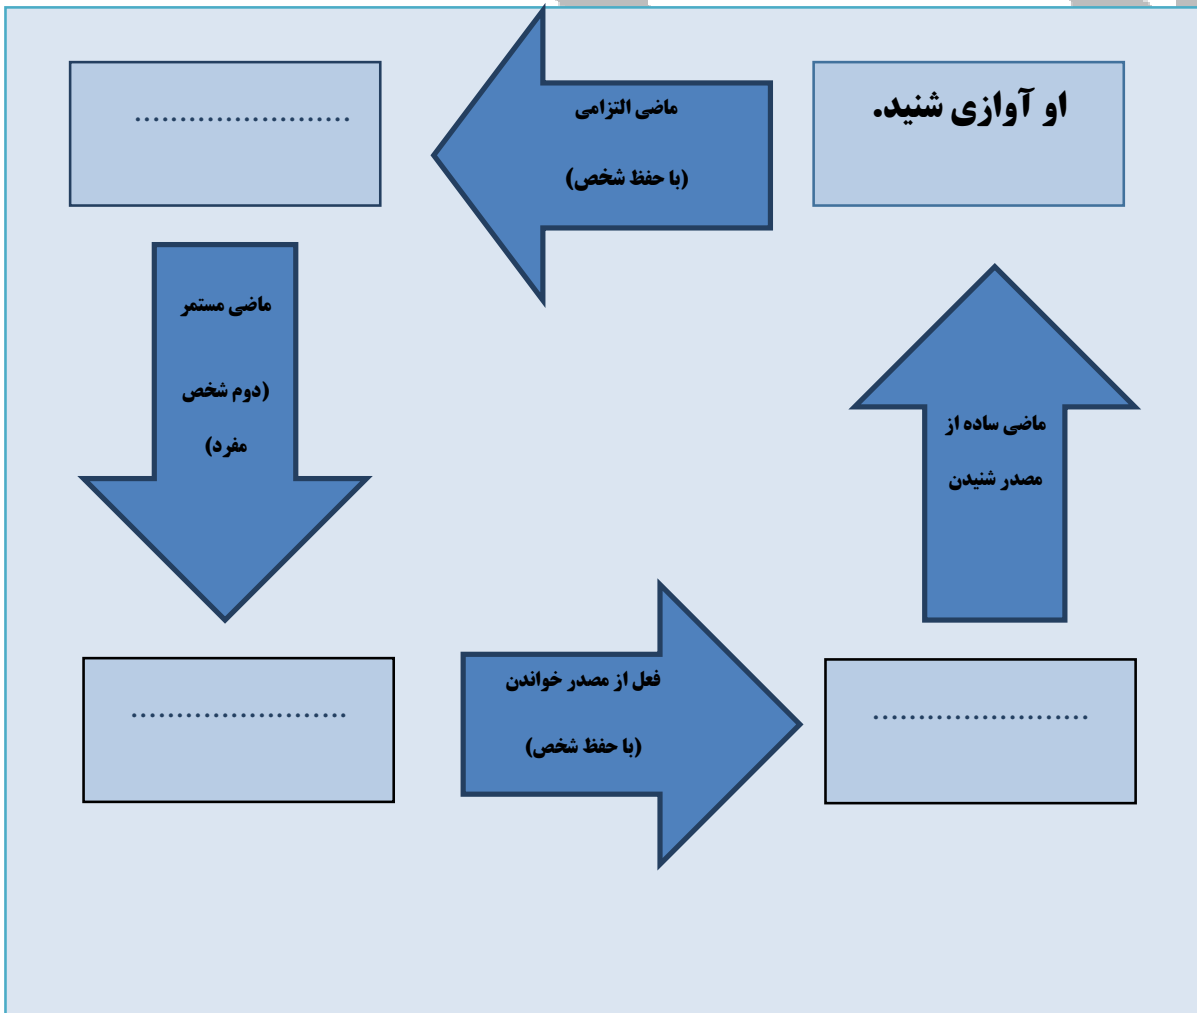 او آوازی شنید.
ماضی التزامی
(با حفظ شخص)
........................
ماضی مستمر
(دوم شخص
مفرد)
........................
فعل از مصدر خواندن
(با حفظ شخص)
........................
ماضی ساده از
مصدر شنیدن